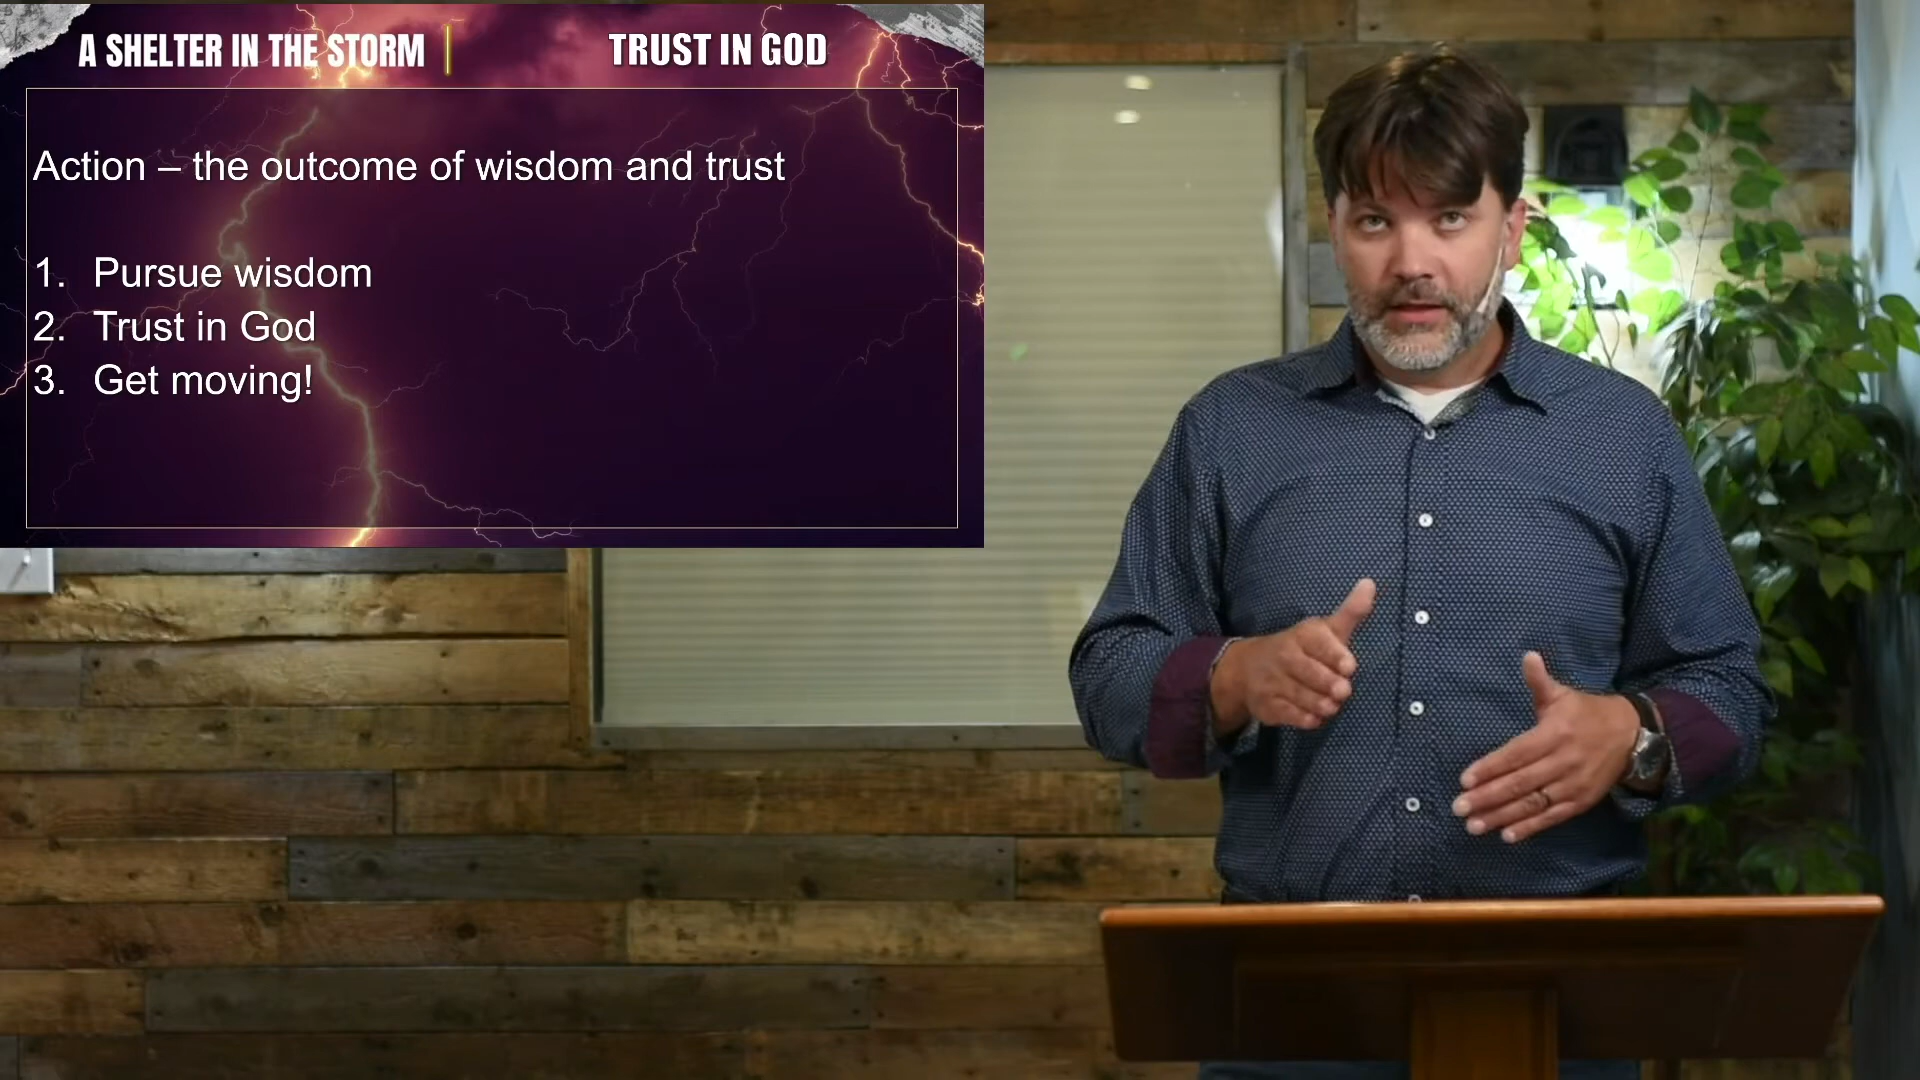 A SHELTER IN THE STORM
TRUST IN GOD
Action – the outcome of wisdom and trust
1. Pursue wisdom
2. Trust in God
3. Get moving!